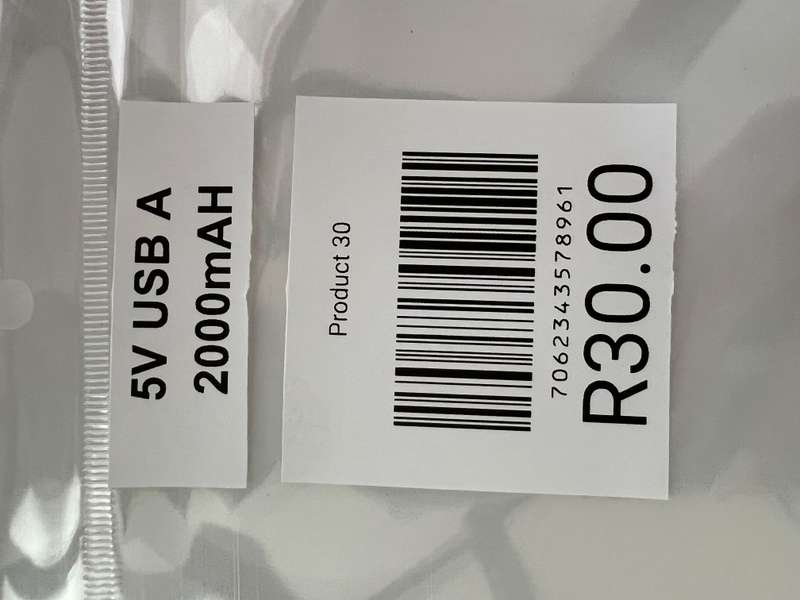 5V USB A
2000mAH
Product 30
7062343578961
R30.00